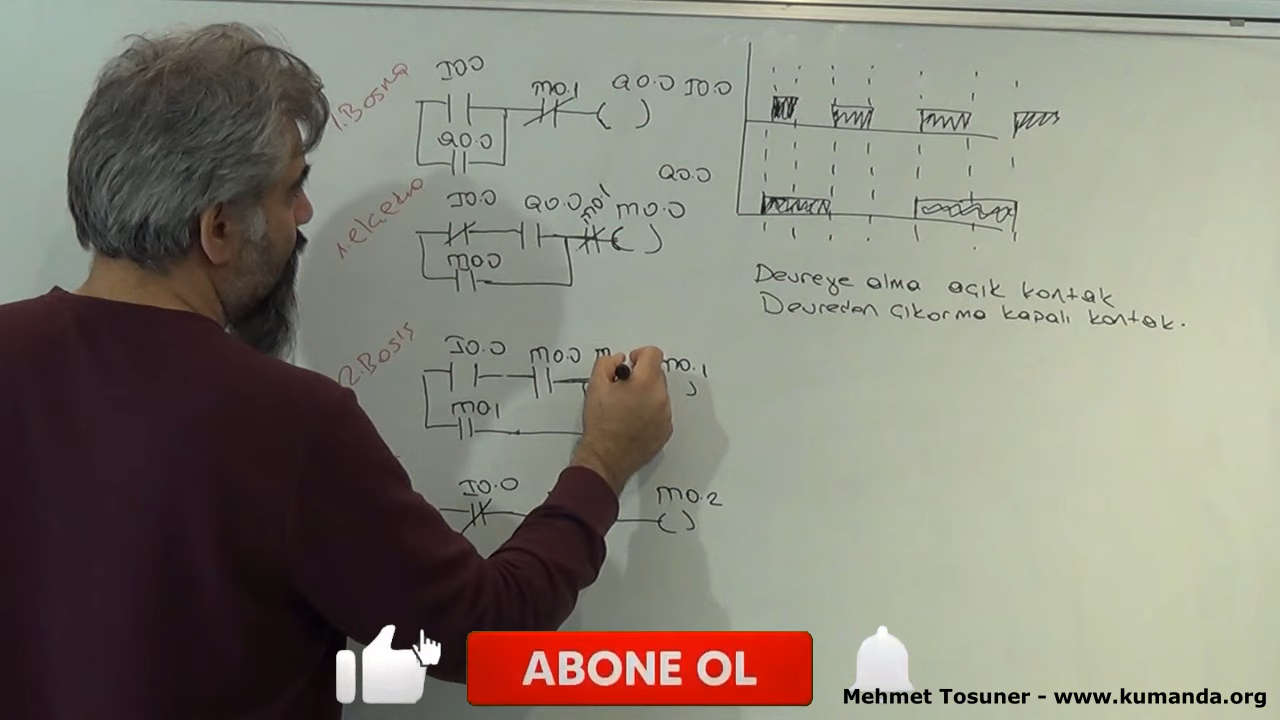 1.Basma
I0.0
M0.1
Q0.0
I0.0
Q0.0
Q0.0
I0.0
Q0.0
M0.1
M0.0
M0.0
Devreye alma açık kontak
Devreden çıkarma kapalı kontak.
2.Basış
I0.0
M0.0
M0.1
M0.1
I0.0
M0.2
ABONE OL
Mehmet Tosuner - www.kumanda.org